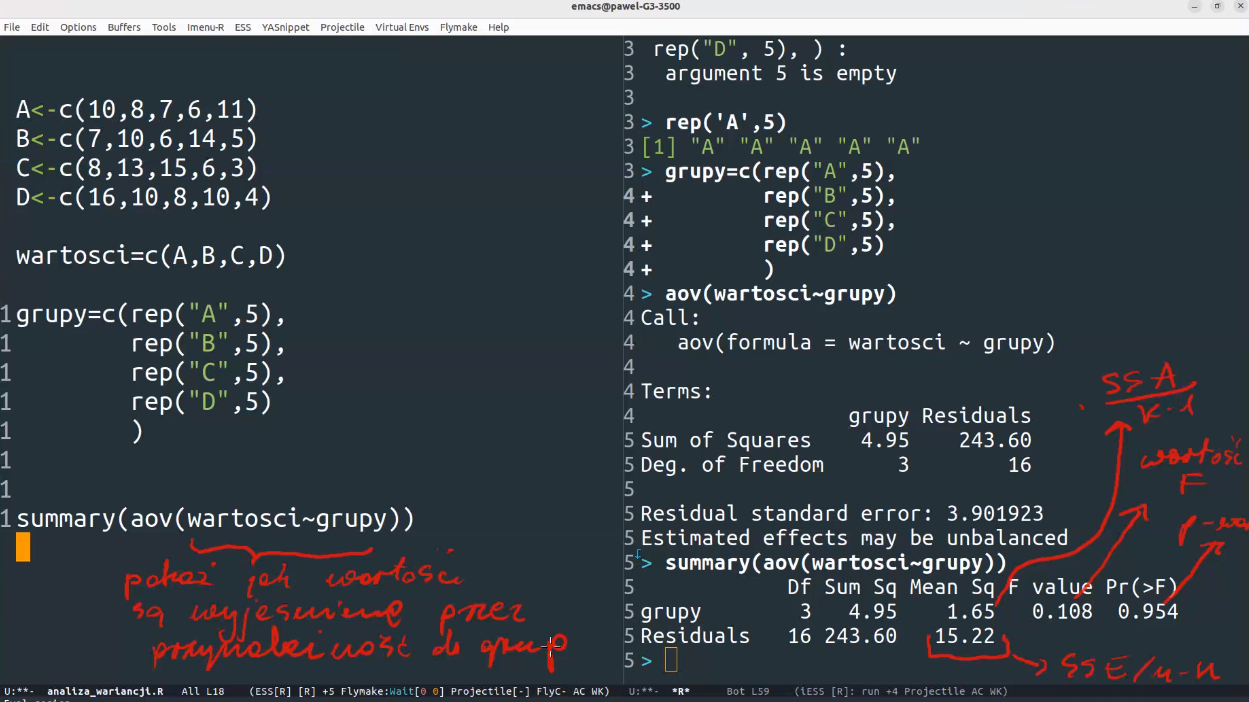 emacs@pawel-G3-3500
File Edit Options Buffers Tools Imenu-R ESS YASnippet Projectile Virtual Envs Flymake Help
A<-c(10,8,7,6,11)
B<-c(7,10,6,14,5)
C<-c(8,13,15,6,3)
D<-c(16,10,8,10,4)
wartosci=c(A,B,C,D)
1 grupy=c(rep("A",5),
1 rep("B",5),
1 rep("C",5),
1 rep("D",5)
1 )
1
1
1 summary(aov(wartosci~grupy))
pokaż jak wartości
są wyjaśnione przez
przynależność do grup
U:**- analiza_wariancji.R All L18 (ESS[R] [R] +5 Flymake:Wait[0 0] Projectile[-] FlyC- AC WK)
3 rep("D", 5), ) :
3 argument 5 is empty
3
3 > rep('A',5)
3 [1] "A" "A" "A" "A" "A"
3 > grupy=c(rep("A",5),
4 + rep("B",5),
4 + rep("C",5),
4 + rep("D",5)
4 + )
4 > aov(wartosci~grupy)
4 Call:
4 aov(formula = wartosci ~ grupy)
4
4 Terms:
4 grupy Residuals
5 Sum of Squares 4.95 243.60
5 Deg. of Freedom 3 16
5
5 Residual standard error: 3.901923
5 Estimated effects may be unbalanced
5 > summary(aov(wartosci~grupy))
5 Df Sum Sq Mean Sq F value Pr(>F)
5 grupy 3 4.95 1.65 0.108 0.954
5 Residuals 16 243.60 15.22
5 >
SSA
k-1
wartość
F
SSE/n-k
U:**- *R* Bot L59 (iESS [R]: run +4 Projectile AC WK)